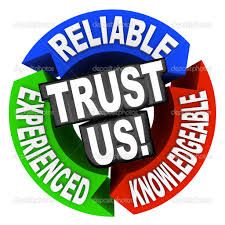 RELIABLE
TRUST
US!
EXPERIENCED
KNOWLEDGEABLE